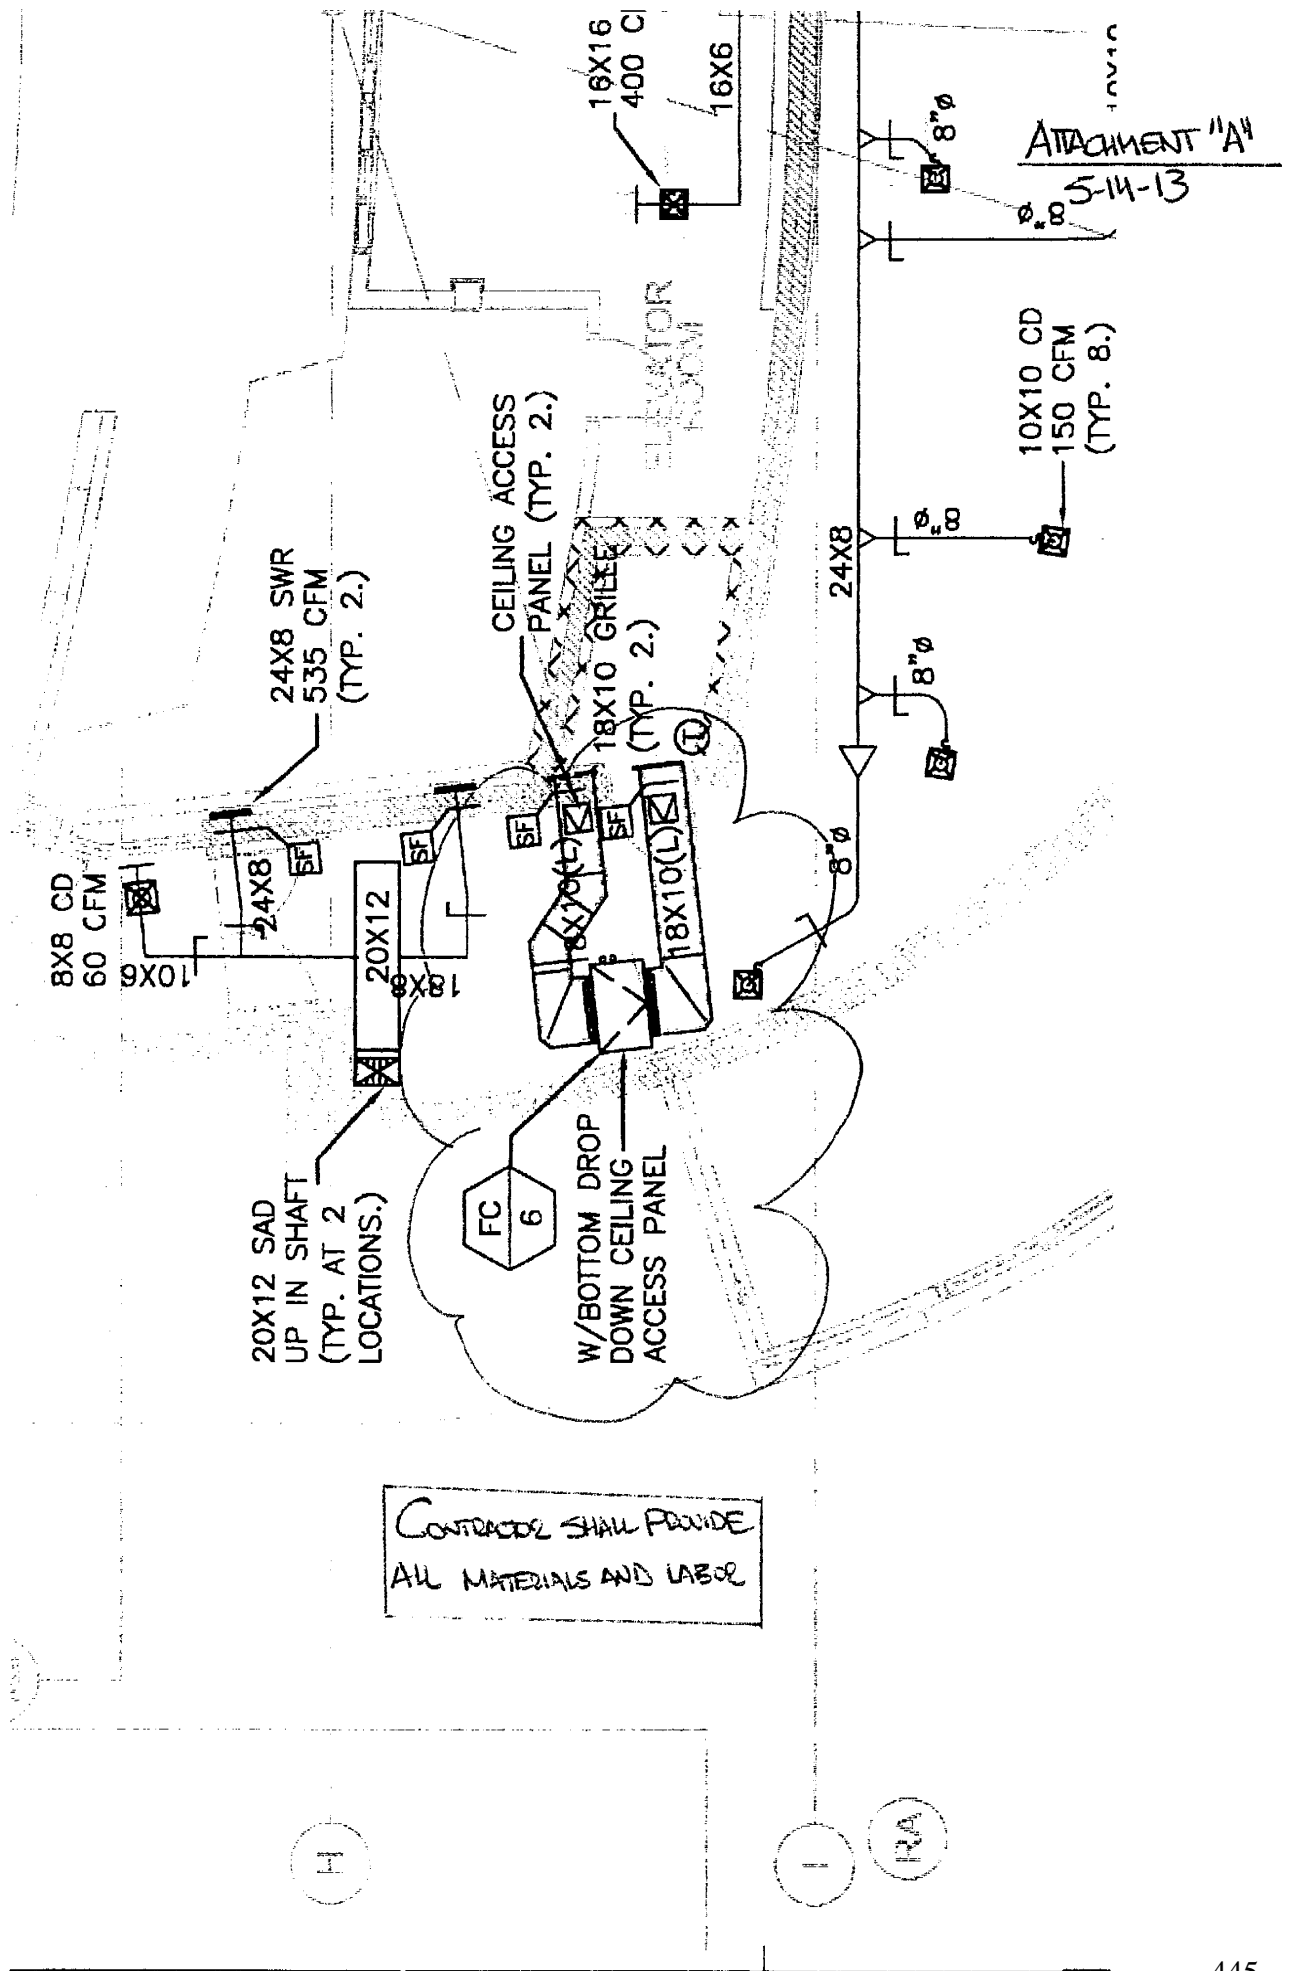 16X16
400 C
16X6
8"ø
ATTACHMENT "A"
5-14-13
8"ø
ELEVATOR
ROOM
10X10 CD
150 CFM
(TYP. 8.)
CEILING ACCESS
PANEL (TYP. 2.)
24X8 SWR
535 CFM
(TYP. 2.)
18X10 GRILLE
(TYP. 2.)
24X8
8"ø
8"ø
T
8X8 CD
60 CFM
10X6
24X8
SF
20X12
18X8
SF
SF
SF
18X10(L)
18X10(L)
8"ø
20X12 SAD
UP IN SHAFT
(TYP. AT 2
LOCATIONS.)
FC
6
W/BOTTOM DROP
DOWN CEILING
ACCESS PANEL
CONTRACTOR SHALL PROVIDE
ALL MATERIALS AND LABOR
H
I
RA